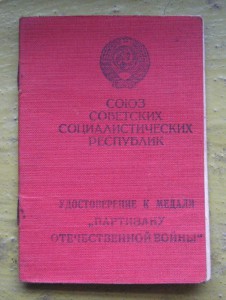 СОЮЗ
СОВЕТСКИХ
СОЦИАЛИСТИЧЕСКИХ
РЕСПУБЛИК
УДОСТОВЕРЕНИЕ К МЕДАЛИ
„ПАРТИЗАНУ
ОТЕЧЕСТВЕННОЙ ВОЙНЫ"